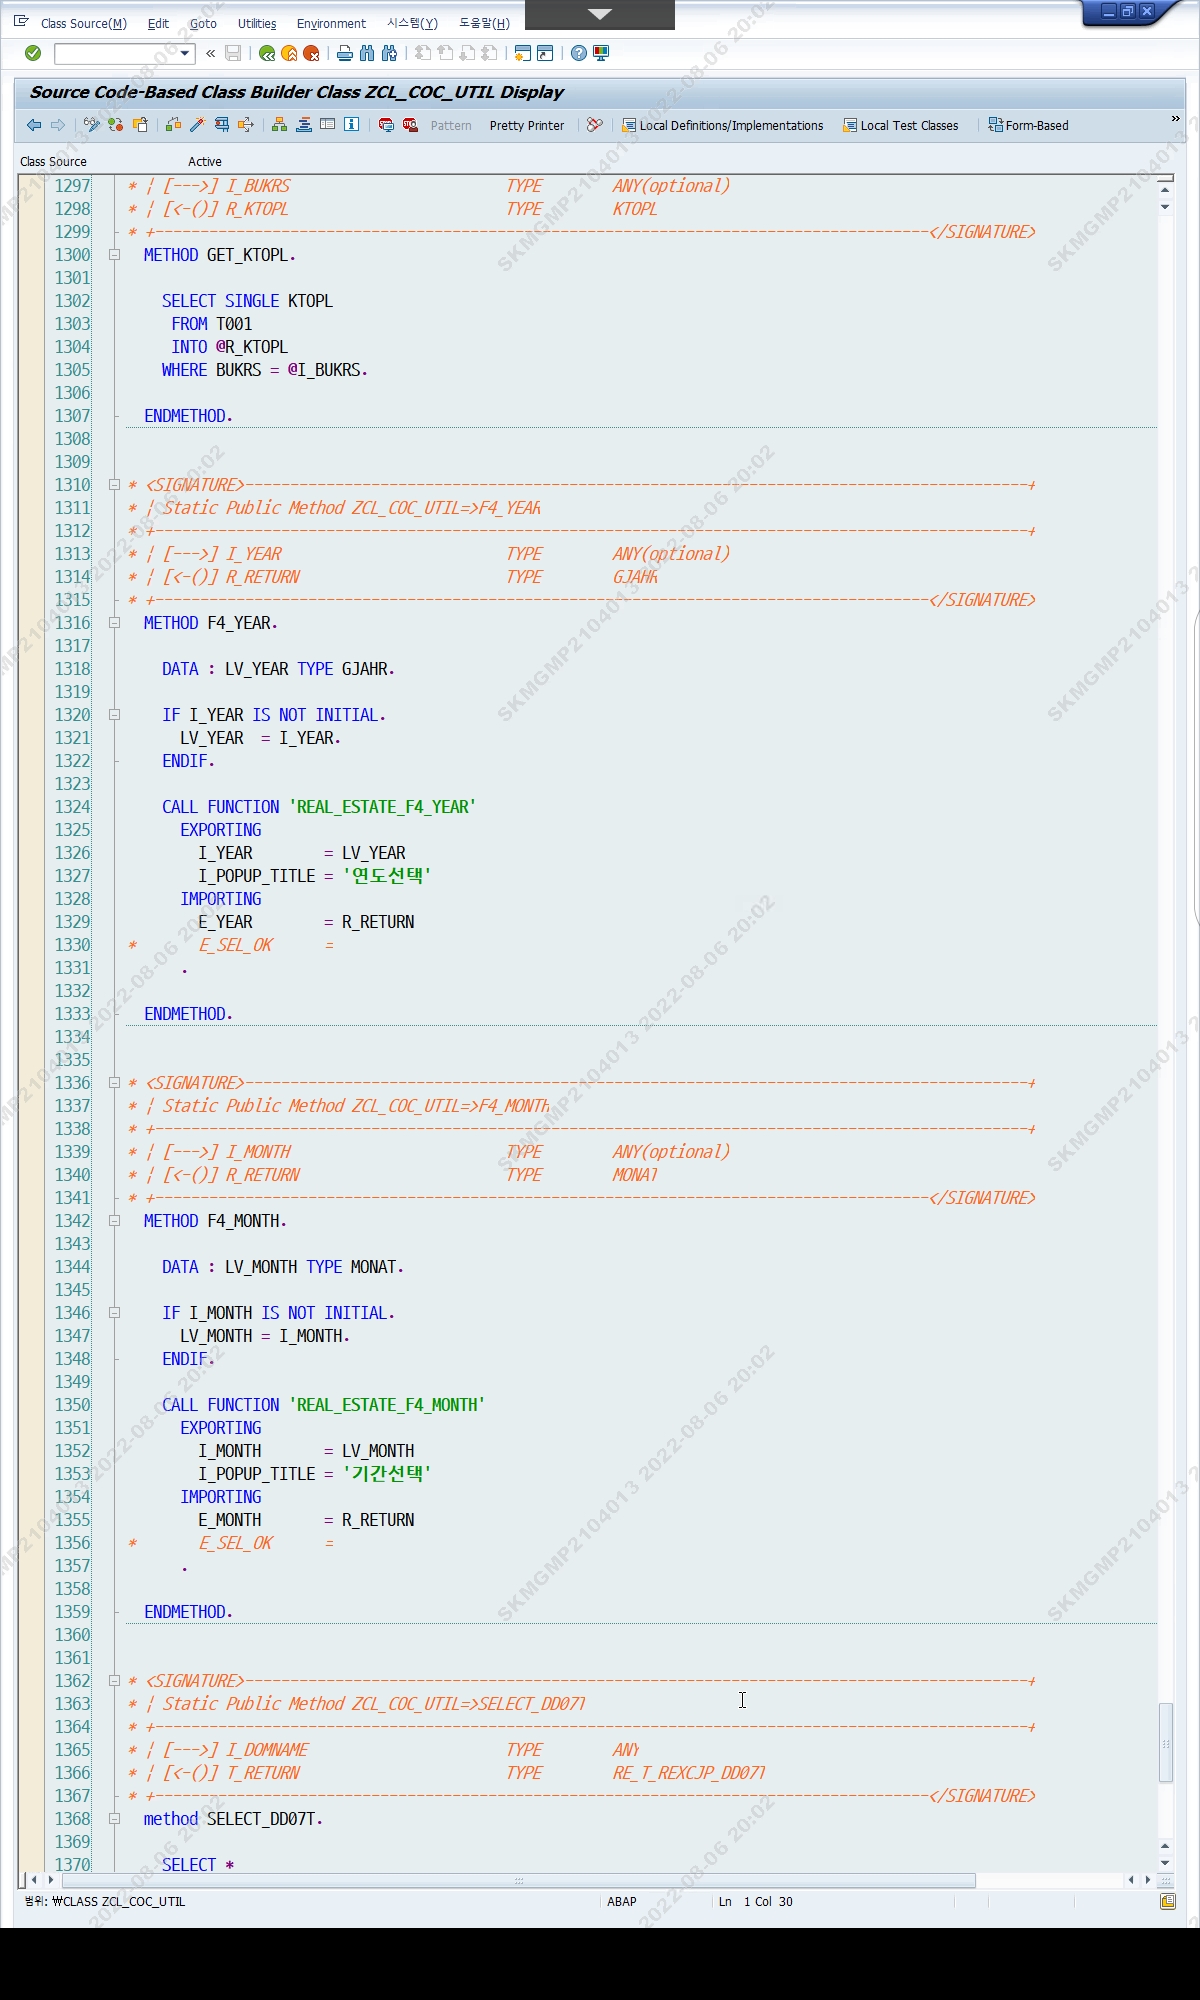 Class Source(M) Edit Goto Utilities Environment 시스템(Y) 도움말(H)
Source Code-Based Class Builder Class ZCL_COC_UTIL Display
Pattern Pretty Printer Local Definitions/Implementations Local Test Classes Form-Based
Class Source Active
1297 * ¦ [--->] I_BUKRS TYPE ANY(optional)
1298 * ¦ [<-()] R_KTOPL TYPE KTOPL
1299 * +--------------------------------------------------------------------------------------</SIGNATURE>
1300 METHOD GET_KTOPL.
1301
1302 SELECT SINGLE KTOPL
1303 FROM T001
1304 INTO @R_KTOPL
1305 WHERE BUKRS = @I_BUKRS.
1306
1307 ENDMETHOD.
1308
1309
1310 * <SIGNATURE>---------------------------------------------------------------------------------------+
1311 * ¦ Static Public Method ZCL_COC_UTIL=>F4_YEAR
1312 * +-------------------------------------------------------------------------------------------------+
1313 * ¦ [--->] I_YEAR TYPE ANY(optional)
1314 * ¦ [<-()] R_RETURN TYPE GJAHR
1315 * +--------------------------------------------------------------------------------------</SIGNATURE>
1316 METHOD F4_YEAR.
1317
1318 DATA : LV_YEAR TYPE GJAHR.
1319
1320 IF I_YEAR IS NOT INITIAL.
1321 LV_YEAR = I_YEAR.
1322 ENDIF.
1323
1324 CALL FUNCTION 'REAL_ESTATE_F4_YEAR'
1325 EXPORTING
1326 I_YEAR = LV_YEAR
1327 I_POPUP_TITLE = '연도선택'
1328 IMPORTING
1329 E_YEAR = R_RETURN
1330 * E_SEL_OK =
1331 .
1332
1333 ENDMETHOD.
1334
1335
1336 * <SIGNATURE>---------------------------------------------------------------------------------------+
1337 * ¦ Static Public Method ZCL_COC_UTIL=>F4_MONTH
1338 * +-------------------------------------------------------------------------------------------------+
1339 * ¦ [--->] I_MONTH TYPE ANY(optional)
1340 * ¦ [<-()] R_RETURN TYPE MONAT
1341 * +--------------------------------------------------------------------------------------</SIGNATURE>
1342 METHOD F4_MONTH.
1343
1344 DATA : LV_MONTH TYPE MONAT.
1345
1346 IF I_MONTH IS NOT INITIAL.
1347 LV_MONTH = I_MONTH.
1348 ENDIF.
1349
1350 CALL FUNCTION 'REAL_ESTATE_F4_MONTH'
1351 EXPORTING
1352 I_MONTH = LV_MONTH
1353 I_POPUP_TITLE = '기간선택'
1354 IMPORTING
1355 E_MONTH = R_RETURN
1356 * E_SEL_OK =
1357 .
1358
1359 ENDMETHOD.
1360
1361
1362 * <SIGNATURE>---------------------------------------------------------------------------------------+
1363 * ¦ Static Public Method ZCL_COC_UTIL=>SELECT_DD07T
1364 * +-------------------------------------------------------------------------------------------------+
1365 * ¦ [--->] I_DOMNAME TYPE ANY
1366 * ¦ [<-()] T_RETURN TYPE RE_T_REXCJP_DD07T
1367 * +--------------------------------------------------------------------------------------</SIGNATURE>
1368 method SELECT_DD07T.
1369
1370 SELECT *
범위: ₩CLASS ZCL_COC_UTIL ABAP Ln 1 Col 30
SKMGMP2104013 2022-08-06 20:02